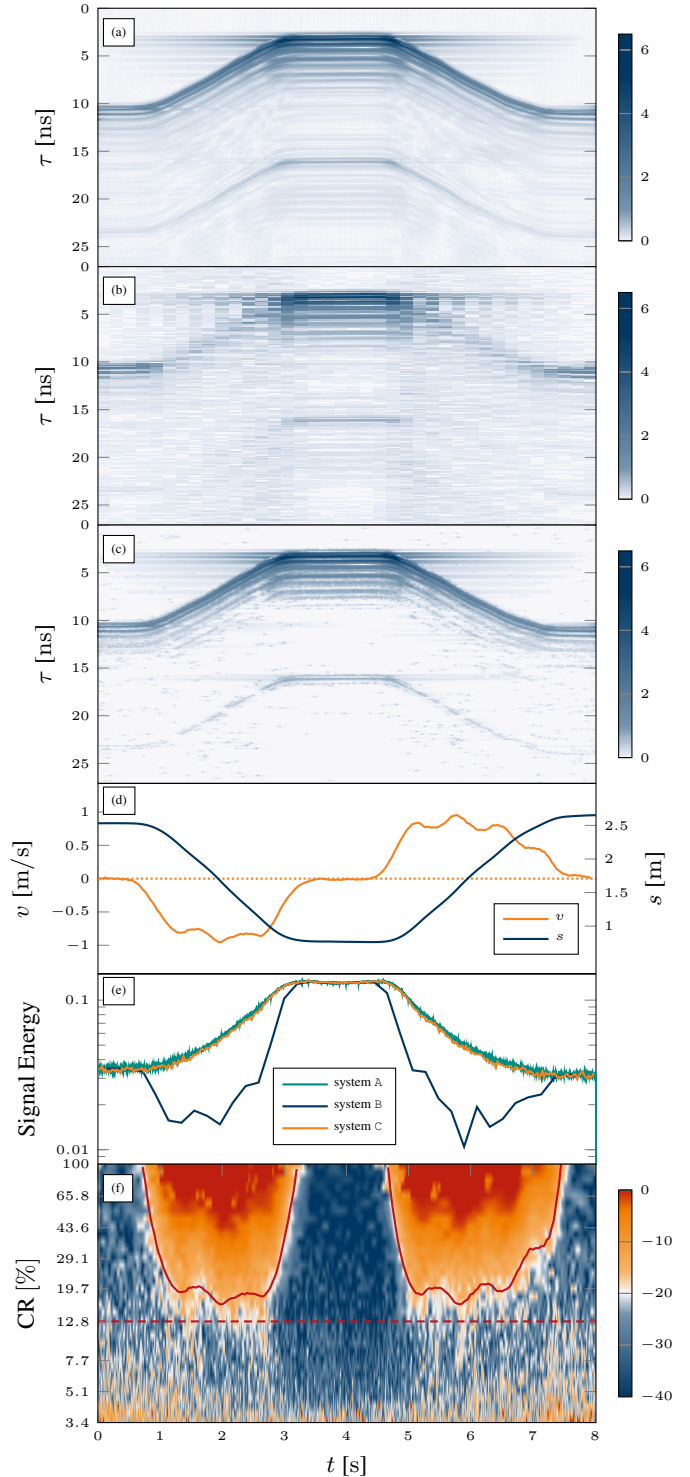 0
(a)
5
10
15
20
25
τ [ns]
6
4
2
0
0
(b)
5
10
15
20
25
τ [ns]
6
4
2
0
0
(c)
5
10
15
20
25
τ [ns]
6
4
2
0
(d)
1
0.5
0
−0.5
−1
v [m/s]
2.5
2
1.5
1
s [m]
v
s
(e)
0.1
0.01
Signal Energy
system A
system B
system C
(f)
100
65.8
43.6
29.1
19.7
12.8
7.7
5.1
3.4
CR [%]
0
−10
−20
−30
−40
0 1 2 3 4 5 6 7 8
t [s]